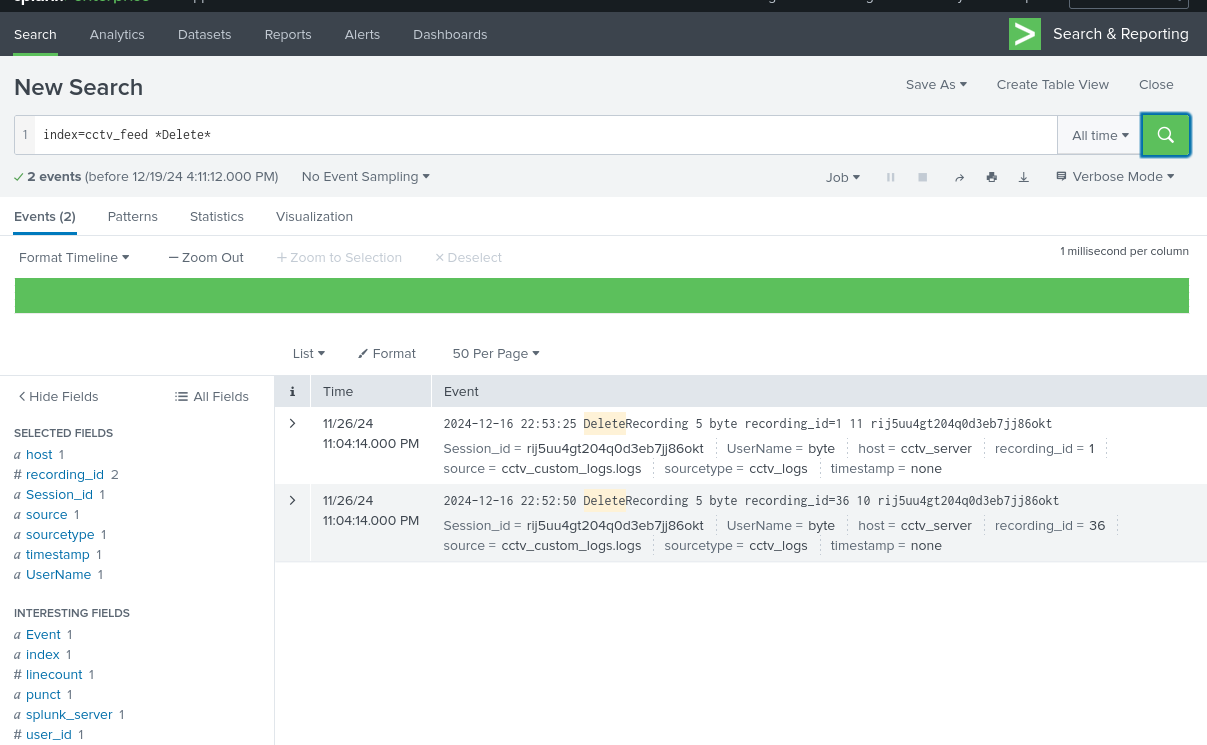 Search Analytics Datasets Reports Alerts Dashboards Search & Reporting
New Search Save As Create Table View Close
1 index=cctv_feed *Delete* All time
2 events (before 12/19/24 4:11:12.000 PM) No Event Sampling Job Verbose Mode
Events (2) Patterns Statistics Visualization
Format Timeline — Zoom Out + Zoom to Selection × Deselect 1 millisecond per column
List Format 50 Per Page
Hide Fields All Fields
SELECTED FIELDS
a host 1
# recording_id 2
a Session_id 1
a source 1
a sourcetype 1
a timestamp 1
a UserName 1
INTERESTING FIELDS
a Event 1
a index 1
# linecount 1
a punct 1
a splunk_server 1
# user_id 1
i Time Event
11/26/24
11:04:14.000 PM
2024-12-16 22:53:25 DeleteRecording 5 byte recording_id=1 11 rij5uu4gt204q0d3eb7jj86okt
Session_id = rij5uu4gt204q0d3eb7jj86okt UserName = byte host = cctv_server recording_id = 1
source = cctv_custom_logs.logs sourcetype = cctv_logs timestamp = none
11/26/24
11:04:14.000 PM
2024-12-16 22:52:50 DeleteRecording 5 byte recording_id=36 10 rij5uu4gt204q0d3eb7jj86okt
Session_id = rij5uu4gt204q0d3eb7jj86okt UserName = byte host = cctv_server recording_id = 36
source = cctv_custom_logs.logs sourcetype = cctv_logs timestamp = none